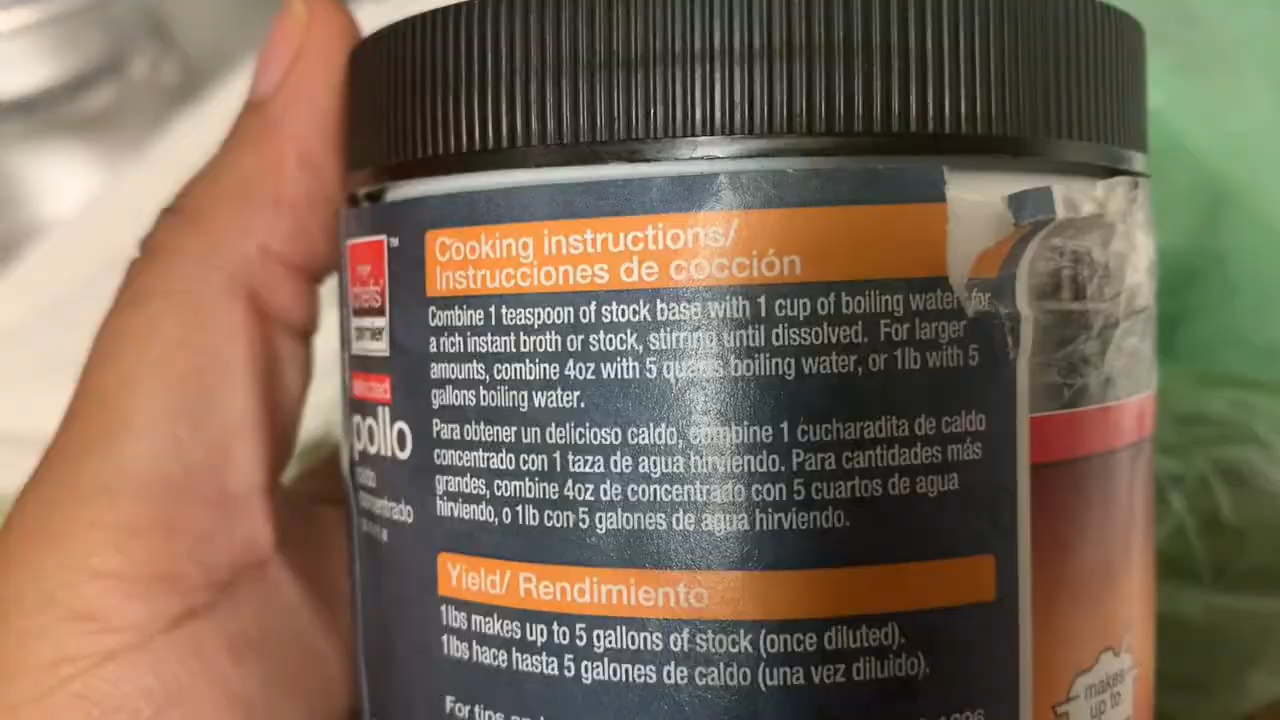 Cooking instructions/
Instrucciones de cocción
Combine 1 teaspoon of stock base with 1 cup of boiling water for
a rich instant broth or stock, stirring until dissolved. For larger
amounts, combine 4oz with 5 quarts boiling water, or 1lb with 5
gallons boiling water.
Para obtener un delicioso caldo, combine 1 cucharadita de caldo
concentrado con 1 taza de agua hirviendo. Para cantidades más
grandes, combine 4oz de concentrado con 5 cuartos de agua
hirviendo, o 1lb con 5 galones de agua hirviendo.
Yield/ Rendimiento
1lbs makes up to 5 gallons of stock (once diluted).
1lbs hace hasta 5 galones de caldo (una vez diluido).
For tips
TM
chefs'
pollo
makes
up to